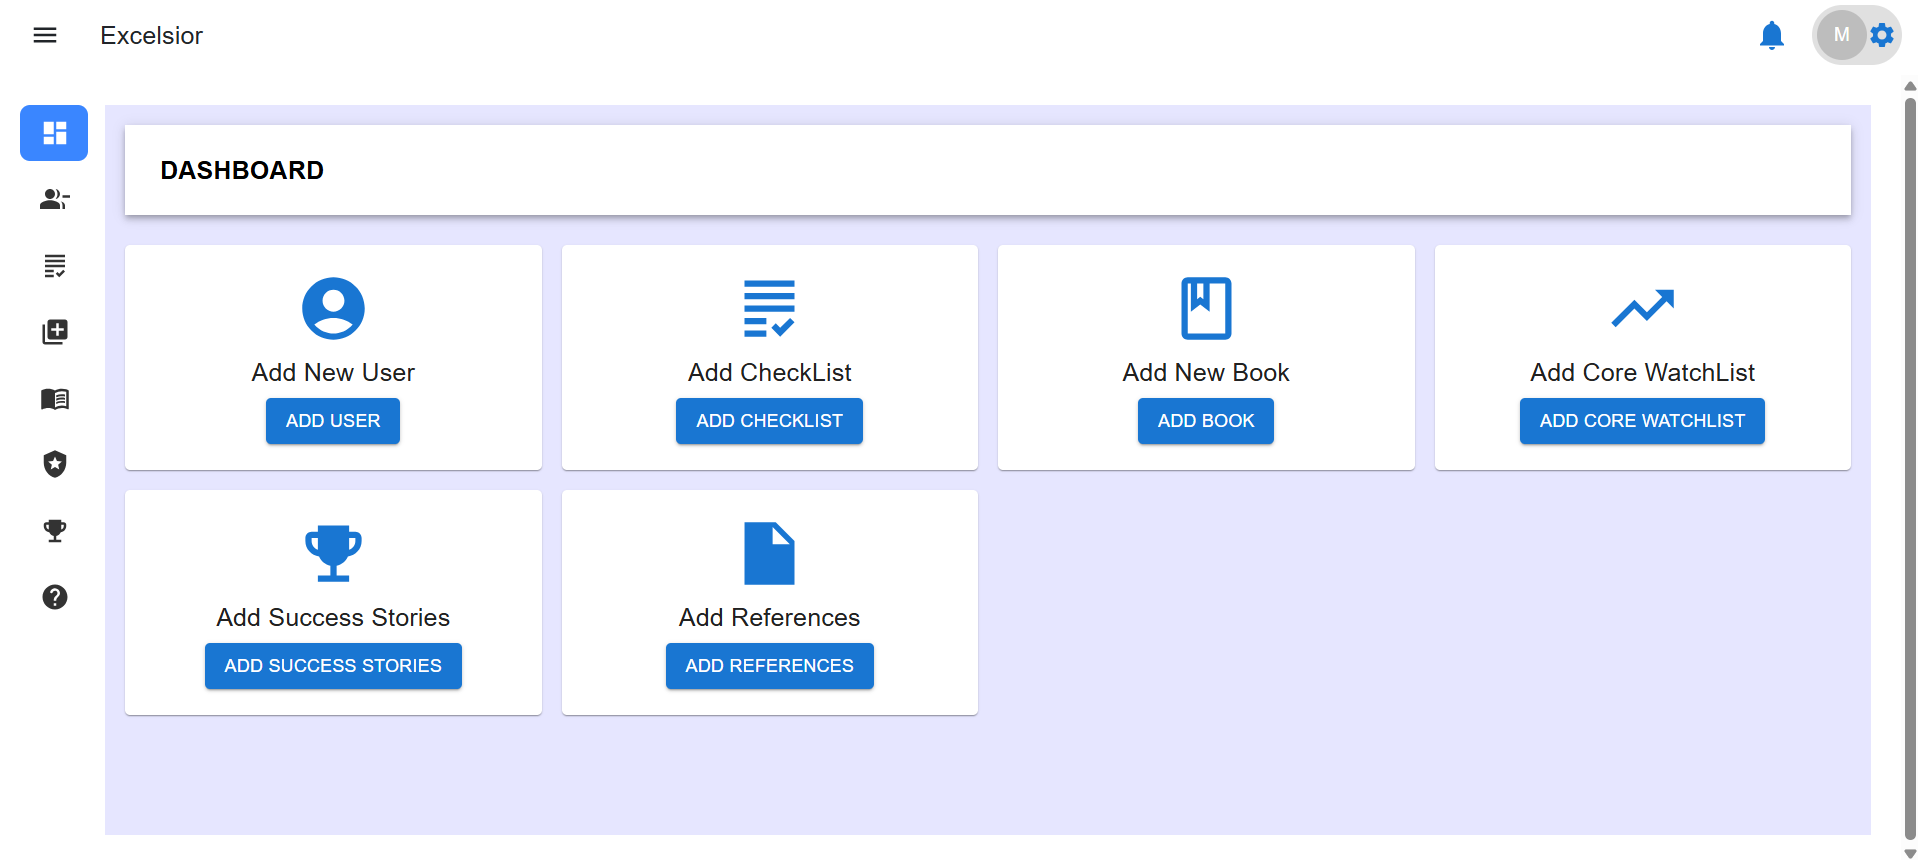 Excelsior
M
DASHBOARD
Add New User
ADD USER
Add CheckList
ADD CHECKLIST
Add New Book
ADD BOOK
Add Core WatchList
ADD CORE WATCHLIST
Add Success Stories
ADD SUCCESS STORIES
Add References
ADD REFERENCES